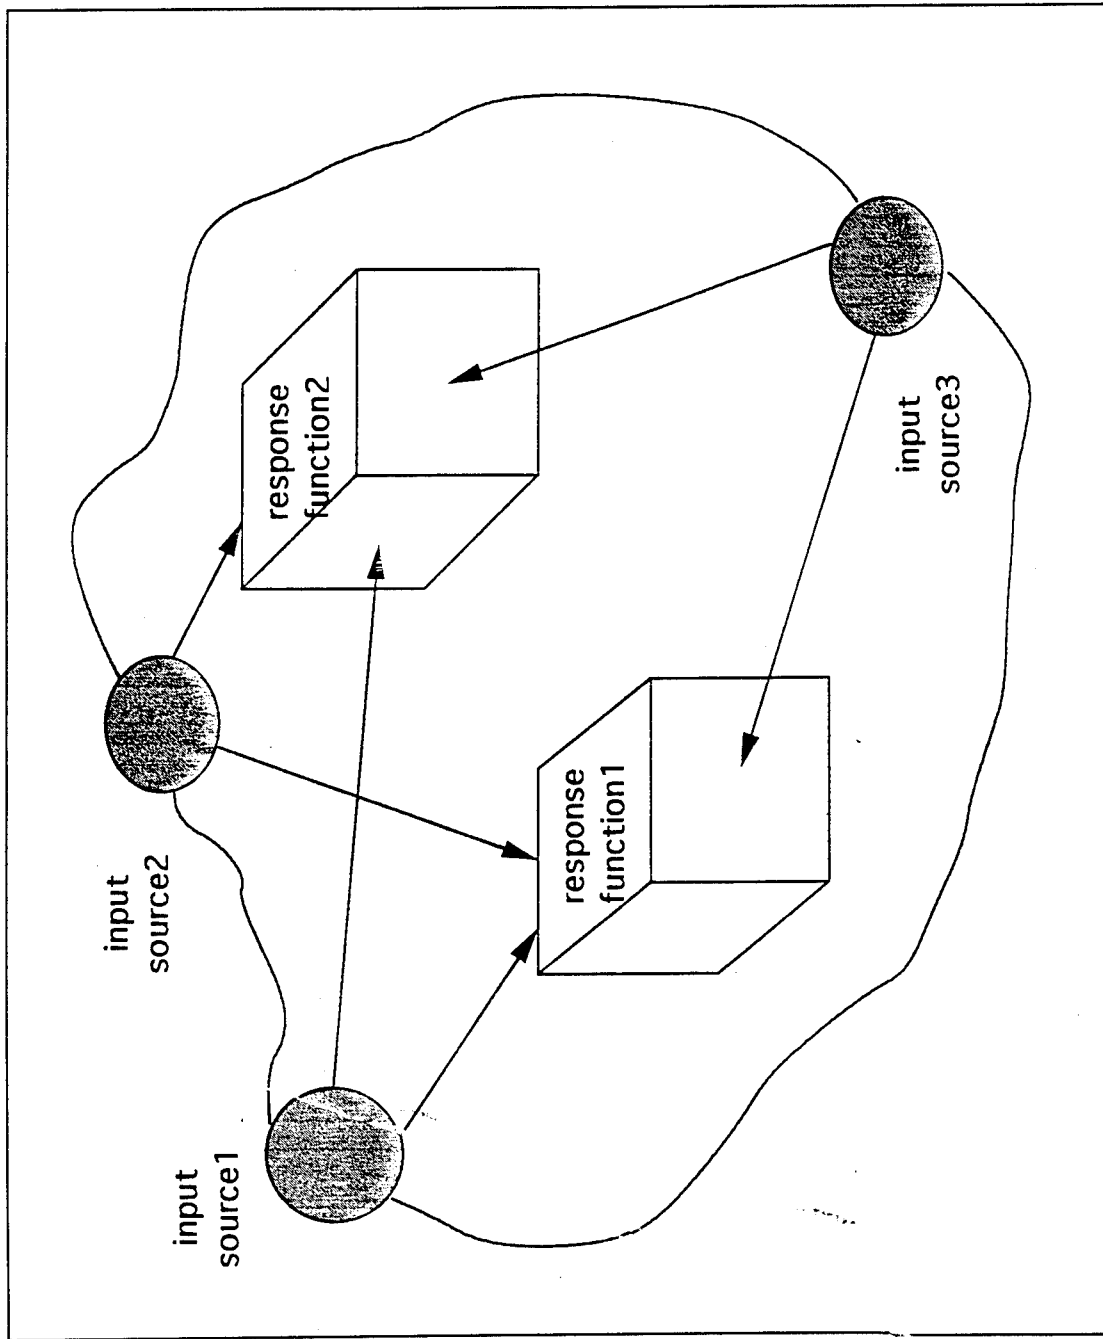 input
source1
input
source2
response
function2
response
function1
input
source3